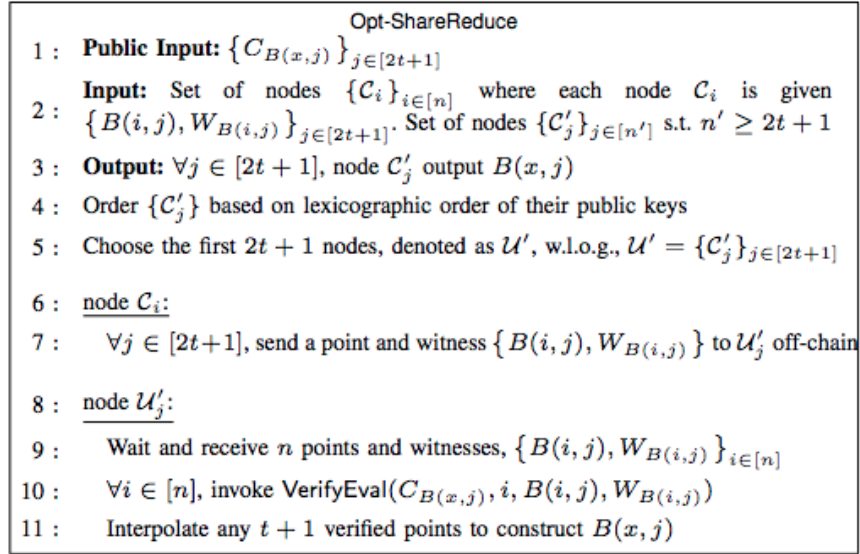 Opt-ShareReduce
1 : Public Input: {C_{B(x,j)}}_{j∈[2t+1]}
Input: Set of nodes {𝒞_i}_{i∈[n]} where each node 𝒞_i is given
2 : {B(i, j), W_{B(i,j)}}_{j∈[2t+1]}. Set of nodes {𝒞′_j}_{j∈[n′]} s.t. n′ ≥ 2t + 1
3 : Output: ∀j ∈ [2t + 1], node 𝒞′_j output B(x, j)
4 : Order {𝒞′_j} based on lexicographic order of their public keys
5 : Choose the first 2t + 1 nodes, denoted as 𝒰′, w.l.o.g., 𝒰′ = {𝒞′_j}_{j∈[2t+1]}
6 : node 𝒞_i:
7 : ∀j ∈ [2t+1], send a point and witness {B(i, j), W_{B(i,j)}} to 𝒰′_j off-chain
8 : node 𝒰′_j:
9 : Wait and receive n points and witnesses, {B(i, j), W_{B(i,j)}}_{i∈[n]}
10 : ∀i ∈ [n], invoke VerifyEval(C_{B(x,j)}, i, B(i, j), W_{B(i,j)})
11 : Interpolate any t + 1 verified points to construct B(x, j)